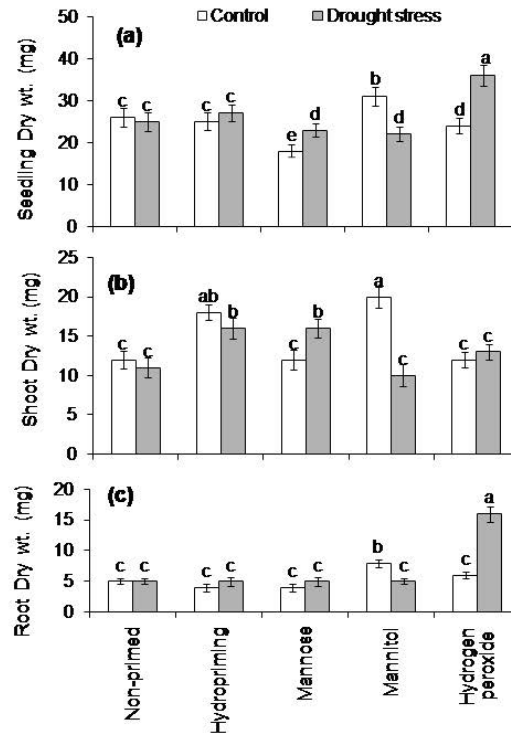 Control Drought stress
(a)
Seedling Dry wt. (mg)
50
40
30
20
10
0
c c c c e d b d d a
(b)
Shoot Dry wt. (mg)
25
20
15
10
5
0
c c ab b c b a c c c
(c)
Root Dry wt. (mg)
20
15
10
5
0
c c c c c c b c c a
Non-primed
Hydropriming
Mannose
Mannitol
Hydrogen
peroxide